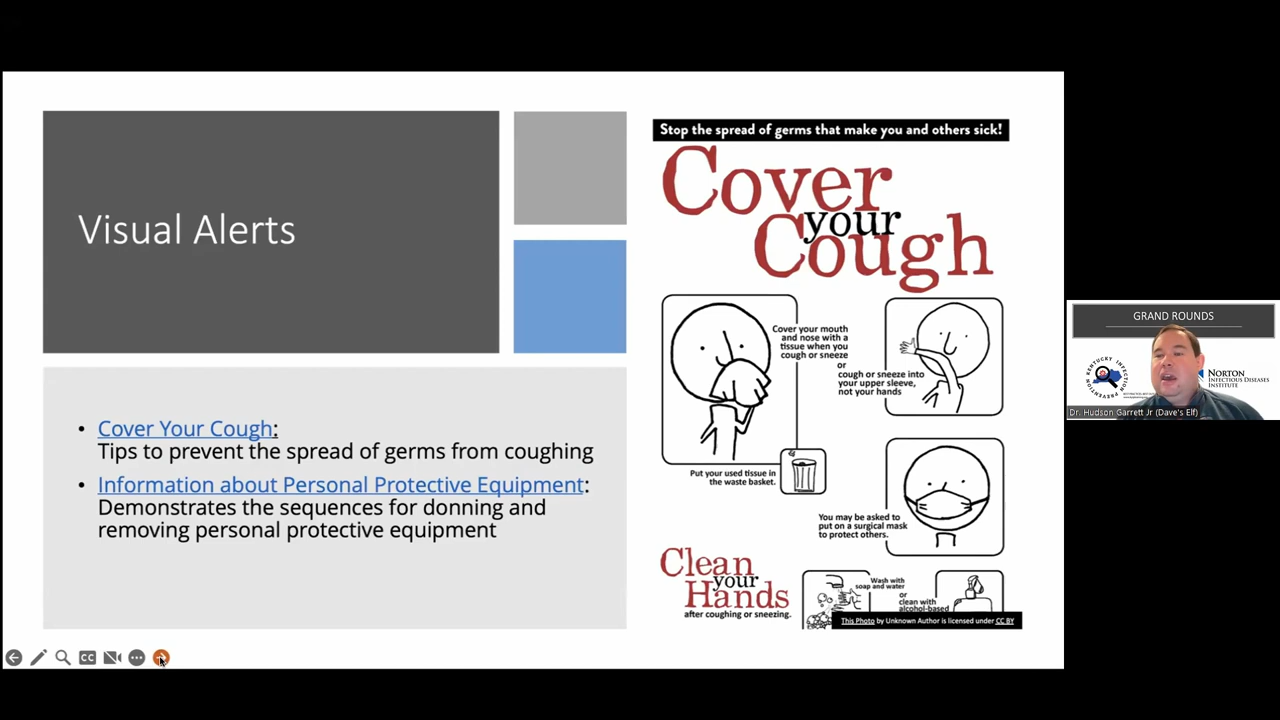 Visual Alerts
• Cover Your Cough:
Tips to prevent the spread of germs from coughing
• Information about Personal Protective Equipment:
Demonstrates the sequences for donning and
removing personal protective equipment
Stop the spread of germs that make you and others sick!
Cover
your
Cough
Cover your mouth
and nose with a
tissue when you
cough or sneeze
or
cough or sneeze into
your upper sleeve,
not your hands
Put your used tissue in
the waste basket.
You may be asked to
put on a surgical mask
to protect others.
Clean
your
Hands
after coughing or sneezing.
Wash with
soap and water
or
clean with
alcohol-based
This Photo by Unknown Author is licensed under CC BY
CC
GRAND ROUNDS
KENTUCKY INFECTION
PREVENTION
NORTON
INFECTIOUS DISEASES
INSTITUTE
Dr. Hudson Garrett Jr (Dave's Elf)